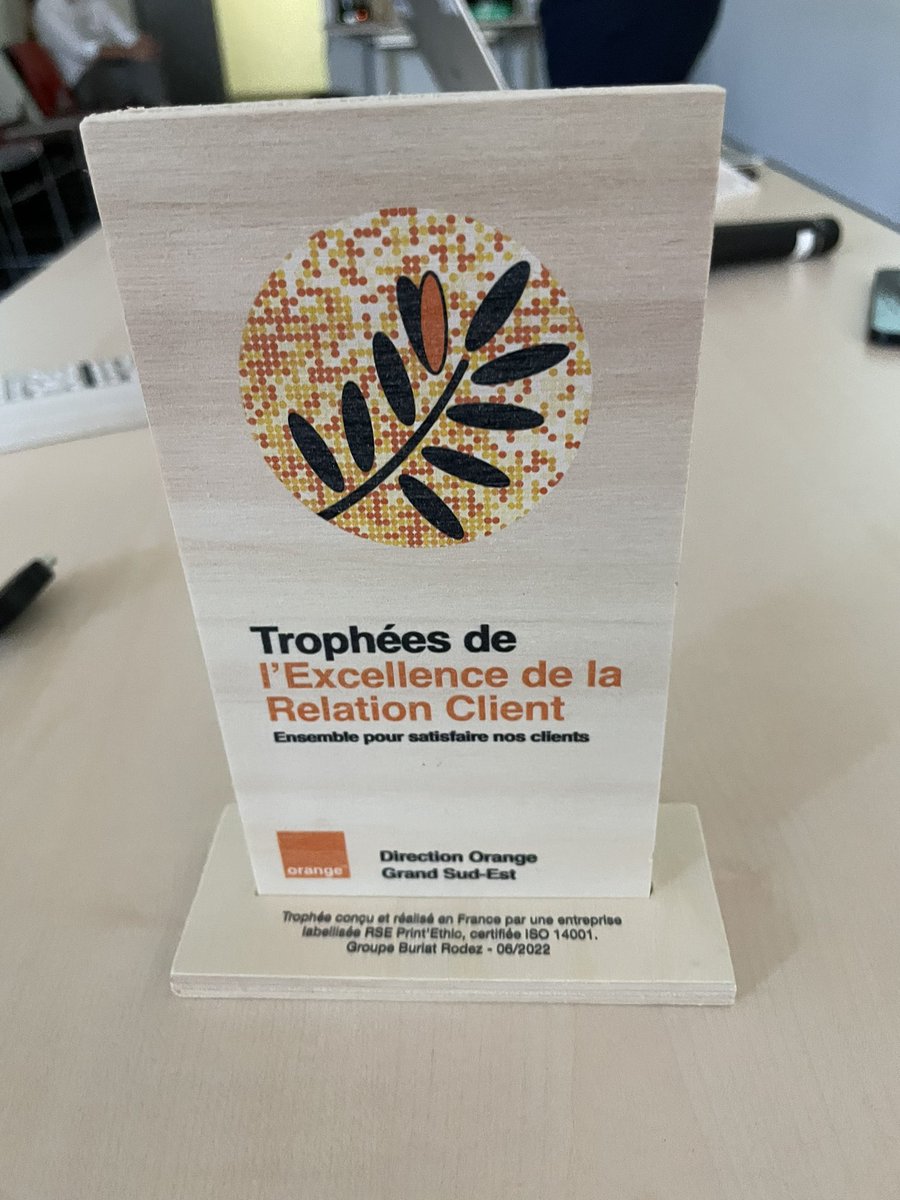 Trophées de
l'Excellence de la
Relation Client
Ensemble pour satisfaire nos clients
orange™
Direction Orange
Grand Sud-Est
Trophée conçu et réalisé en France par une entreprise
labellisée RSE Print'Ethic, certifiée ISO 14001.
Groupe Burlat Rodez - 06/2022